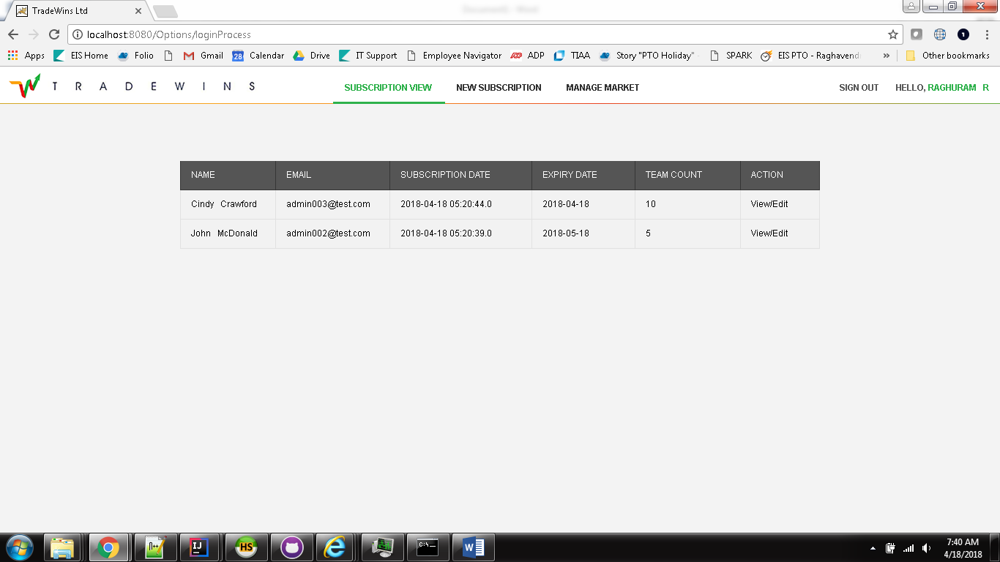 TradeWins Ltd
localhost:8080/Options/loginProcess
Apps EIS Home Folio Gmail 28 Calendar Drive IT Support Employee Navigator ADP TIAA Story "PTO Holiday" SPARK EIS PTO - Raghavend » Other bookmarks
TRADEWINS SUBSCRIPTION VIEW NEW SUBSCRIPTION MANAGE MARKET SIGN OUT HELLO, RAGHURAM R
NAME EMAIL SUBSCRIPTION DATE EXPIRY DATE TEAM COUNT ACTION
Cindy Crawford admin003@test.com 2018-04-18 05:20:44.0 2018-04-18 10 View/Edit
John McDonald admin002@test.com 2018-04-18 05:20:39.0 2018-05-18 5 View/Edit
7:40 AM
4/18/2018